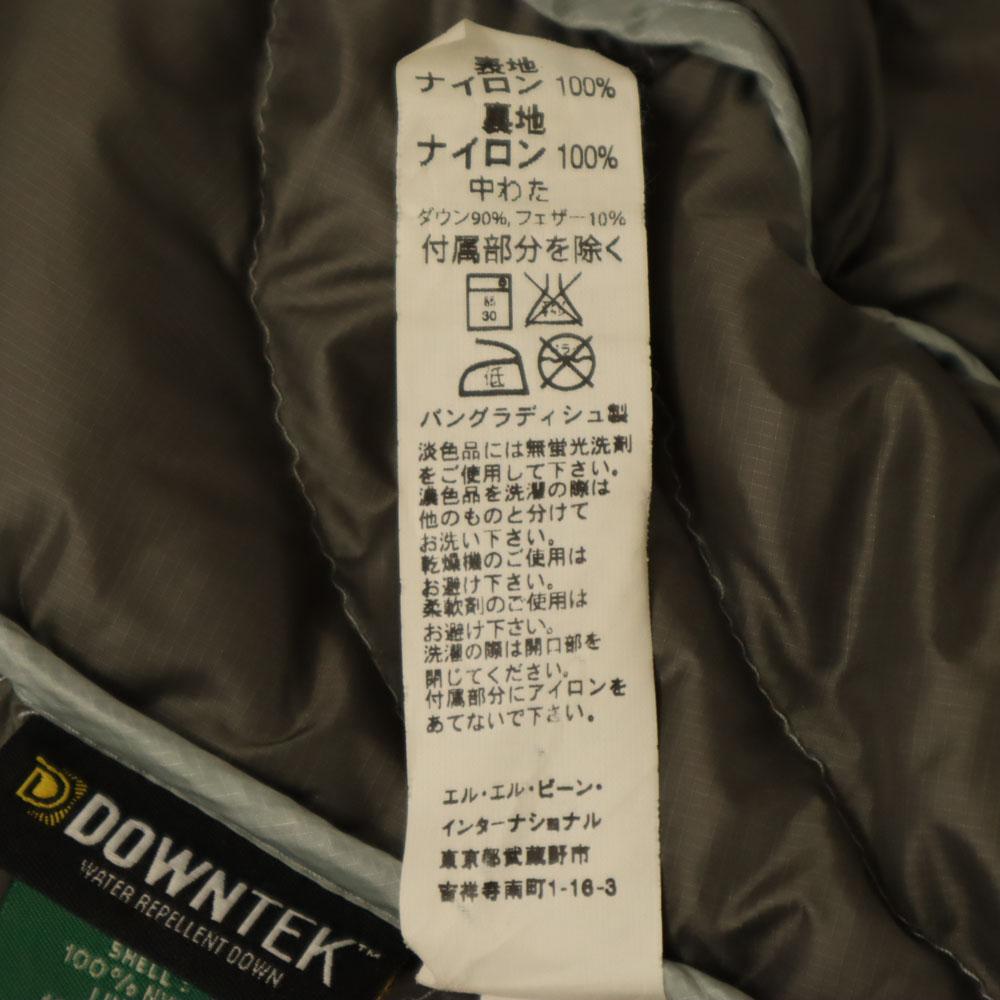 表地
ナイロン 100%
裏地
ナイロン 100%
中わた
ダウン90%, フェザー10%
付属部分を除く
30
低
バングラディシュ製
淡色品には無蛍光洗剤
をご使用して下さい。
濃色品を洗濯の際は
他のものと分けて
お洗い下さい。
乾燥機のご使用は
お避け下さい。
柔軟剤のご使用は
お避け下さい。
洗濯の際は開口部を
閉じてください。
付属部分にアイロンを
あてないで下さい。
エル・エル・ビーン・
インターナショナル
東京都武蔵野市
吉祥寺南町1-16-3
DOWNTEK™
WATER REPELLENT DOWN
SHELL
100% NY